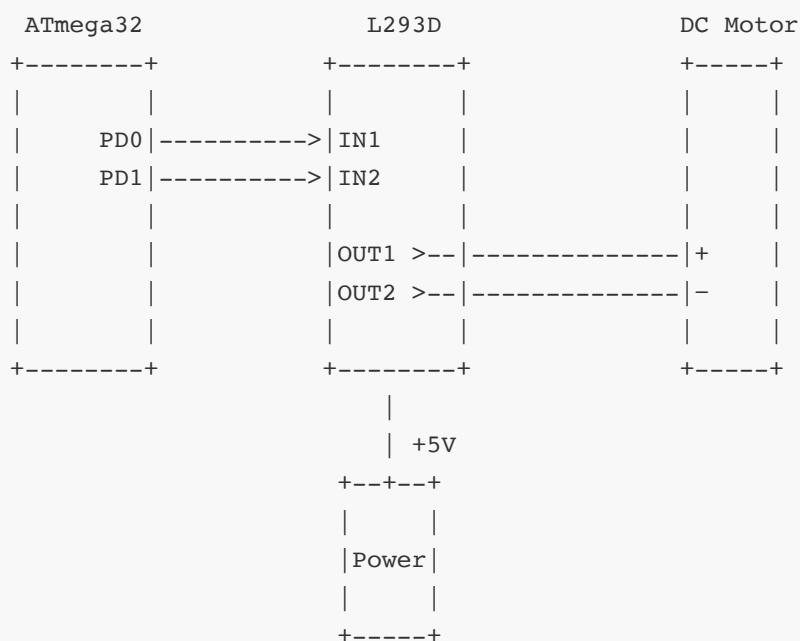 ATmega32 L293D DC Motor
+--------+ +--------+ +-----+
| | | | | |
| PD0|---------->|IN1 | | |
| PD1|---------->|IN2 | | |
| | | | | |
| | |OUT1 >--|--------------|+ |
| | |OUT2 >--|--------------|- |
| | | | | |
+--------+ +--------+ +-----+
|
| +5V
+--+--+
| |
|Power|
| |
+-----+